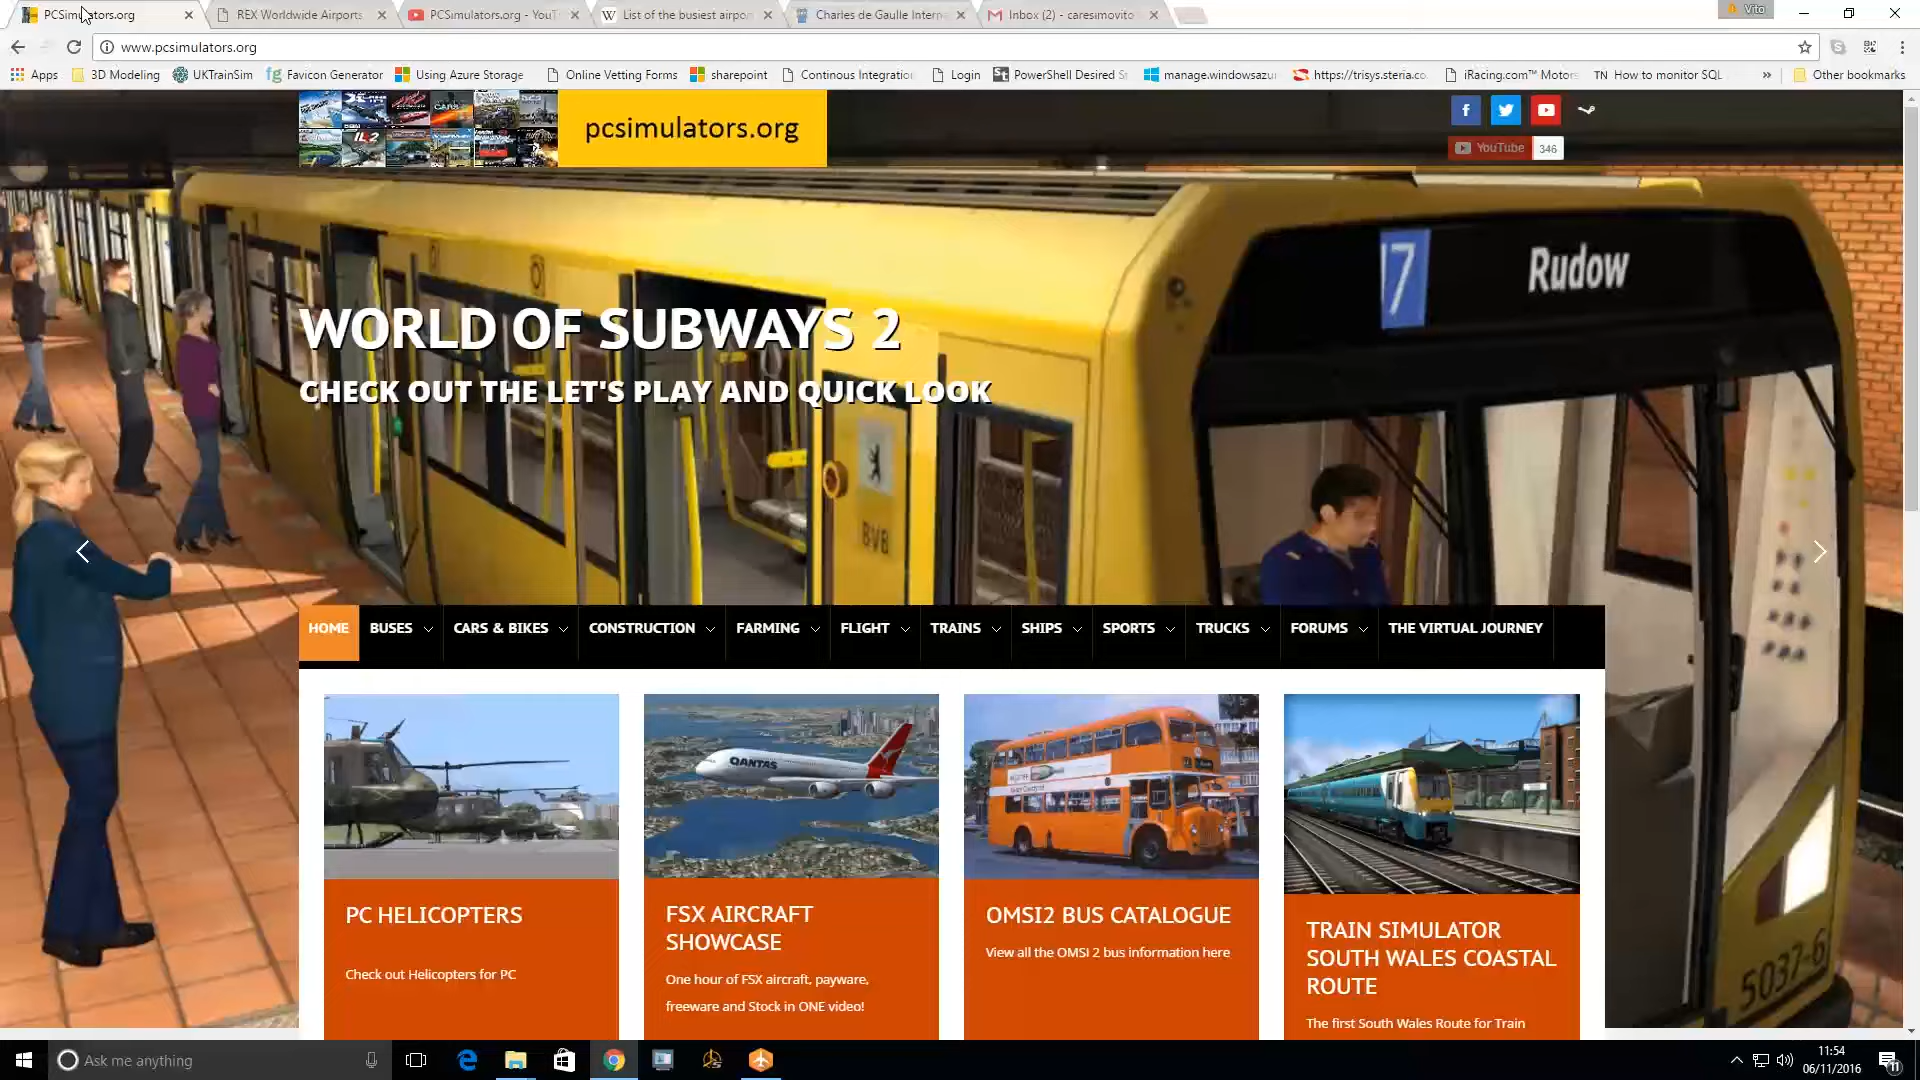 PCSimulators.org
REX Worldwide Airports
PCSimulators.org - YouT
List of the busiest airpor
Charles de Gaulle Intern
Inbox (2) - caresimovito
Vito
www.pcsimulators.org
Apps
3D Modeling
UKTrainSim
Favicon Generator
Using Azure Storage
Online Vetting Forms
sharepoint
Continous Integratio
Login
PowerShell Desired St
manage.windowsazu
https://trisys.steria.co
iRacing.com™ Motors
How to monitor SQL
Other bookmarks
pcsimulators.org
YouTube 346
17 Rudow
WORLD OF SUBWAYS 2
CHECK OUT THE LET'S PLAY AND QUICK LOOK
BVB
5037-6
HOME
BUSES
CARS & BIKES
CONSTRUCTION
FARMING
FLIGHT
TRAINS
SHIPS
SPORTS
TRUCKS
FORUMS
THE VIRTUAL JOURNEY
QANTAS
PC HELICOPTERS
Check out Helicopters for PC
FSX AIRCRAFT
SHOWCASE
One hour of FSX aircraft, payware,
freeware and Stock in ONE video!
OMSI2 BUS CATALOGUE
View all the OMSI 2 bus information here
TRAIN SIMULATOR
SOUTH WALES COASTAL
ROUTE
The first South Wales Route for Train
Ask me anything
11:54
06/11/2016
11